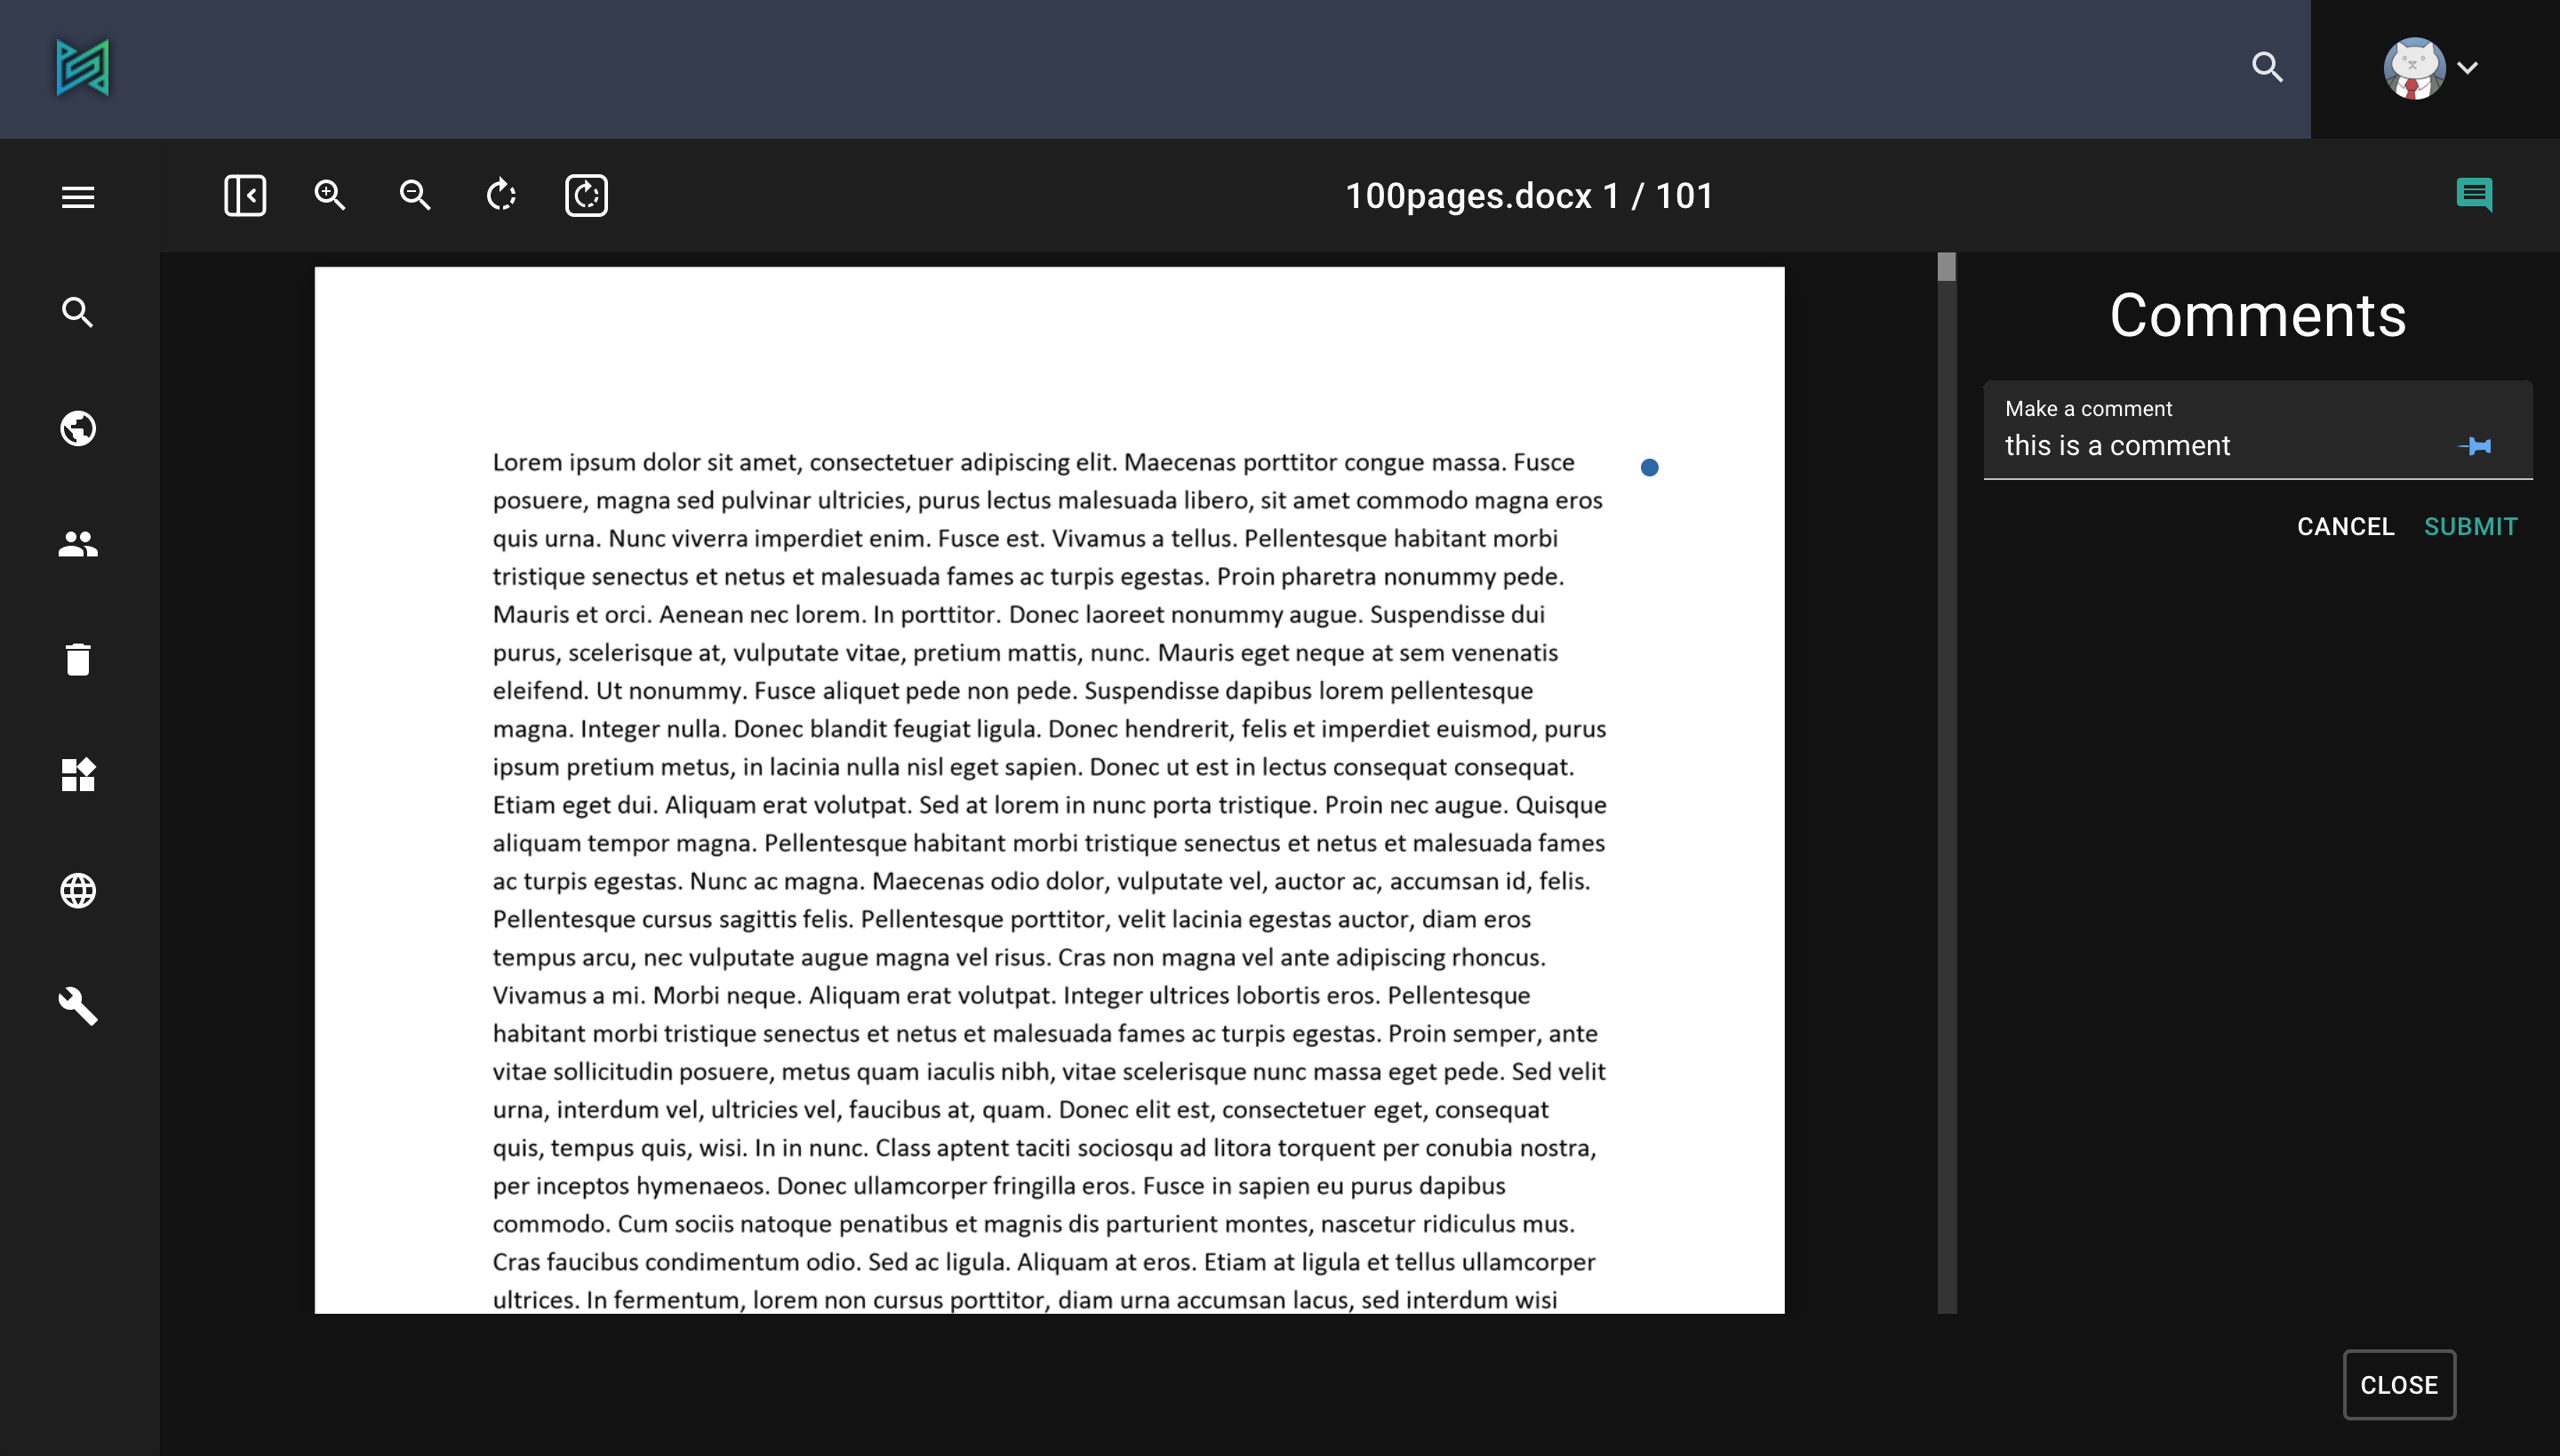 100pages.docx 1 / 101
Lorem ipsum dolor sit amet, consectetuer adipiscing elit. Maecenas porttitor congue massa. Fusce
posuere, magna sed pulvinar ultricies, purus lectus malesuada libero, sit amet commodo magna eros
quis urna. Nunc viverra imperdiet enim. Fusce est. Vivamus a tellus. Pellentesque habitant morbi
tristique senectus et netus et malesuada fames ac turpis egestas. Proin pharetra nonummy pede.
Mauris et orci. Aenean nec lorem. In porttitor. Donec laoreet nonummy augue. Suspendisse dui
purus, scelerisque at, vulputate vitae, pretium mattis, nunc. Mauris eget neque at sem venenatis
eleifend. Ut nonummy. Fusce aliquet pede non pede. Suspendisse dapibus lorem pellentesque
magna. Integer nulla. Donec blandit feugiat ligula. Donec hendrerit, felis et imperdiet euismod, purus
ipsum pretium metus, in lacinia nulla nisl eget sapien. Donec ut est in lectus consequat consequat.
Etiam eget dui. Aliquam erat volutpat. Sed at lorem in nunc porta tristique. Proin nec augue. Quisque
aliquam tempor magna. Pellentesque habitant morbi tristique senectus et netus et malesuada fames
ac turpis egestas. Nunc ac magna. Maecenas odio dolor, vulputate vel, auctor ac, accumsan id, felis.
Pellentesque cursus sagittis felis. Pellentesque porttitor, velit lacinia egestas auctor, diam eros
tempus arcu, nec vulputate augue magna vel risus. Cras non magna vel ante adipiscing rhoncus.
Vivamus a mi. Morbi neque. Aliquam erat volutpat. Integer ultrices lobortis eros. Pellentesque
habitant morbi tristique senectus et netus et malesuada fames ac turpis egestas. Proin semper, ante
vitae sollicitudin posuere, metus quam iaculis nibh, vitae scelerisque nunc massa eget pede. Sed velit
urna, interdum vel, ultricies vel, faucibus at, quam. Donec elit est, consectetuer eget, consequat
quis, tempus quis, wisi. In in nunc. Class aptent taciti sociosqu ad litora torquent per conubia nostra,
per inceptos hymenaeos. Donec ullamcorper fringilla eros. Fusce in sapien eu purus dapibus
commodo. Cum sociis natoque penatibus et magnis dis parturient montes, nascetur ridiculus mus.
Cras faucibus condimentum odio. Sed ac ligula. Aliquam at eros. Etiam at ligula et tellus ullamcorper
ultrices. In fermentum, lorem non cursus porttitor, diam urna accumsan lacus, sed interdum wisi
Comments
Make a comment
this is a comment
CANCEL SUBMIT
CLOSE